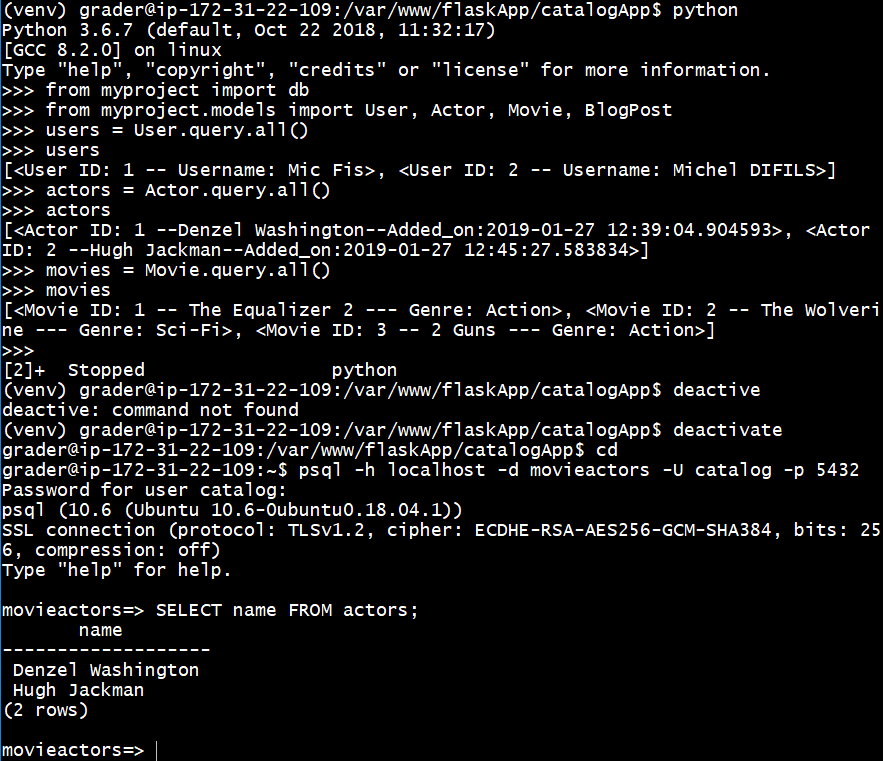 (venv) grader@ip-172-31-22-109:/var/www/flaskApp/catalogApp$ python
Python 3.6.7 (default, Oct 22 2018, 11:32:17)
[GCC 8.2.0] on linux
Type "help", "copyright", "credits" or "license" for more information.
>>> from myproject import db
>>> from myproject.models import User, Actor, Movie, BlogPost
>>> users = User.query.all()
>>> users
[<User ID: 1 -- Username: Mic Fis>, <User ID: 2 -- Username: Michel DIFILS>]
>>> actors = Actor.query.all()
>>> actors
[<Actor ID: 1 --Denzel Washington--Added_on:2019-01-27 12:39:04.904593>, <Actor
ID: 2 --Hugh Jackman--Added_on:2019-01-27 12:45:27.583834>]
>>> movies = Movie.query.all()
>>> movies
[<Movie ID: 1 -- The Equalizer 2 --- Genre: Action>, <Movie ID: 2 -- The Wolveri
ne --- Genre: Sci-Fi>, <Movie ID: 3 -- 2 Guns --- Genre: Action>]
>>>
[2]+  Stopped                 python
(venv) grader@ip-172-31-22-109:/var/www/flaskApp/catalogApp$ deactive
deactive: command not found
(venv) grader@ip-172-31-22-109:/var/www/flaskApp/catalogApp$ deactivate
grader@ip-172-31-22-109:/var/www/flaskApp/catalogApp$ cd
grader@ip-172-31-22-109:~$ psql -h localhost -d movieactors -U catalog -p 5432
Password for user catalog:
psql (10.6 (Ubuntu 10.6-0ubuntu0.18.04.1))
SSL connection (protocol: TLSv1.2, cipher: ECDHE-RSA-AES256-GCM-SHA384, bits: 25
6, compression: off)
Type "help" for help.

movieactors=> SELECT name FROM actors;
       name
-------------------
 Denzel Washington
 Hugh Jackman
(2 rows)

movieactors=>